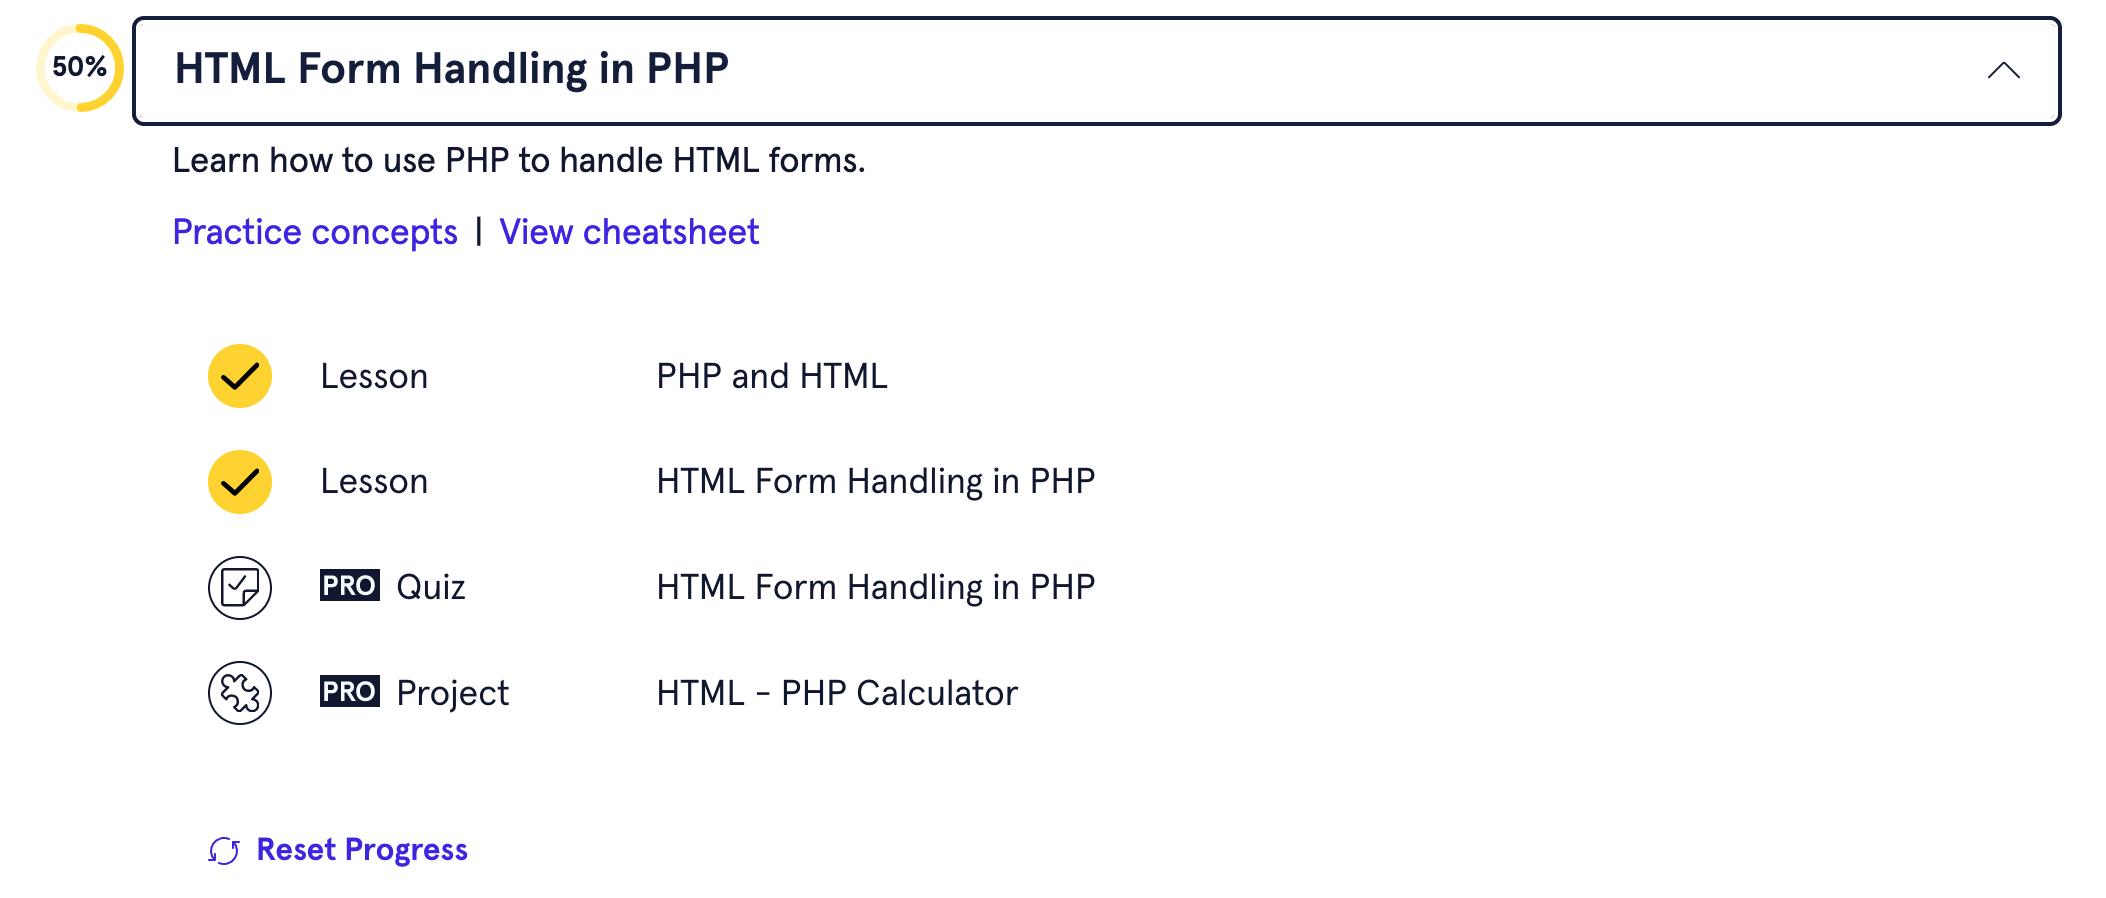 50%
HTML Form Handling in PHP
Learn how to use PHP to handle HTML forms.
Practice concepts | View cheatsheet
Lesson PHP and HTML
Lesson HTML Form Handling in PHP
PRO Quiz HTML Form Handling in PHP
PRO Project HTML - PHP Calculator
Reset Progress